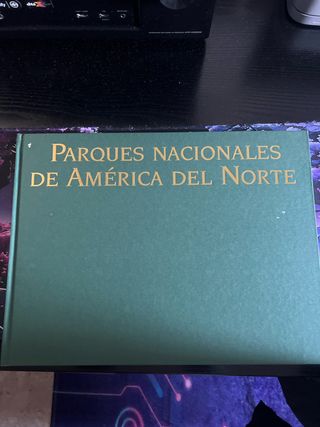 PARQUES NACIONALES
DE AMÉRICA DEL NORTE